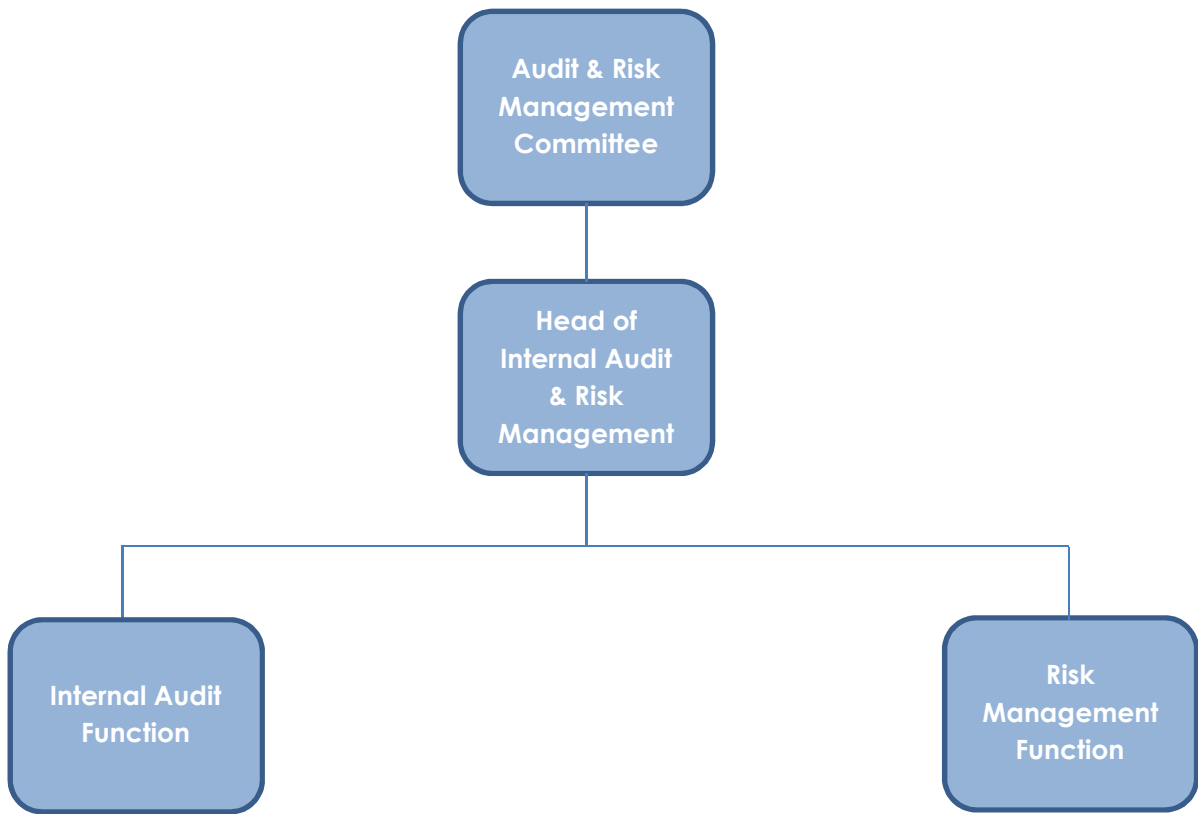 Audit & Risk
Management
Committee
Head of
Internal Audit
& Risk
Management
Internal Audit
Function
Risk
Management
Function